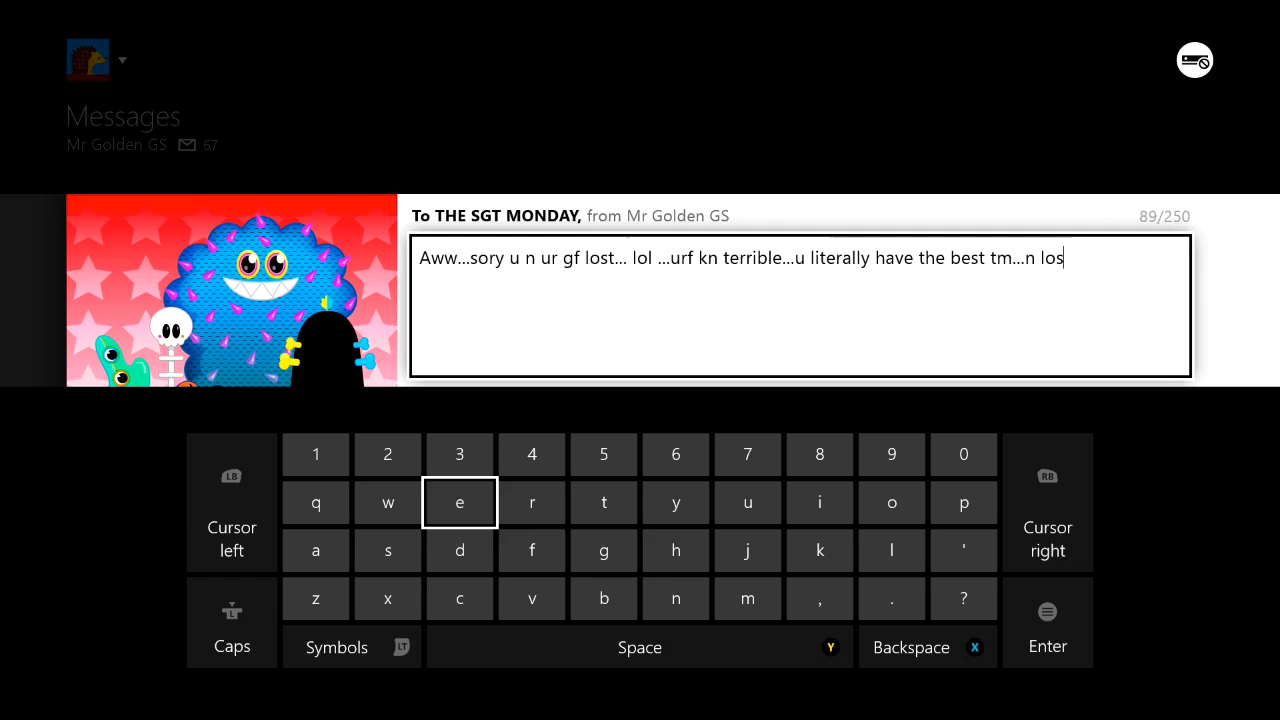 Messages
Mr Golden GS 67
To THE SGT MONDAY, from Mr Golden GS 89/250
Aww...sory u n ur gf lost... lol ...urf kn terrible...u literally have the best tm...n los
1 2 3 4 5 6 7 8 9 0
LB q w e r t y u i o p RB
Cursor left a s d f g h j k l ' Cursor right
L z x c v b n m , . ?
Caps Symbols LT Space Y Backspace X Enter